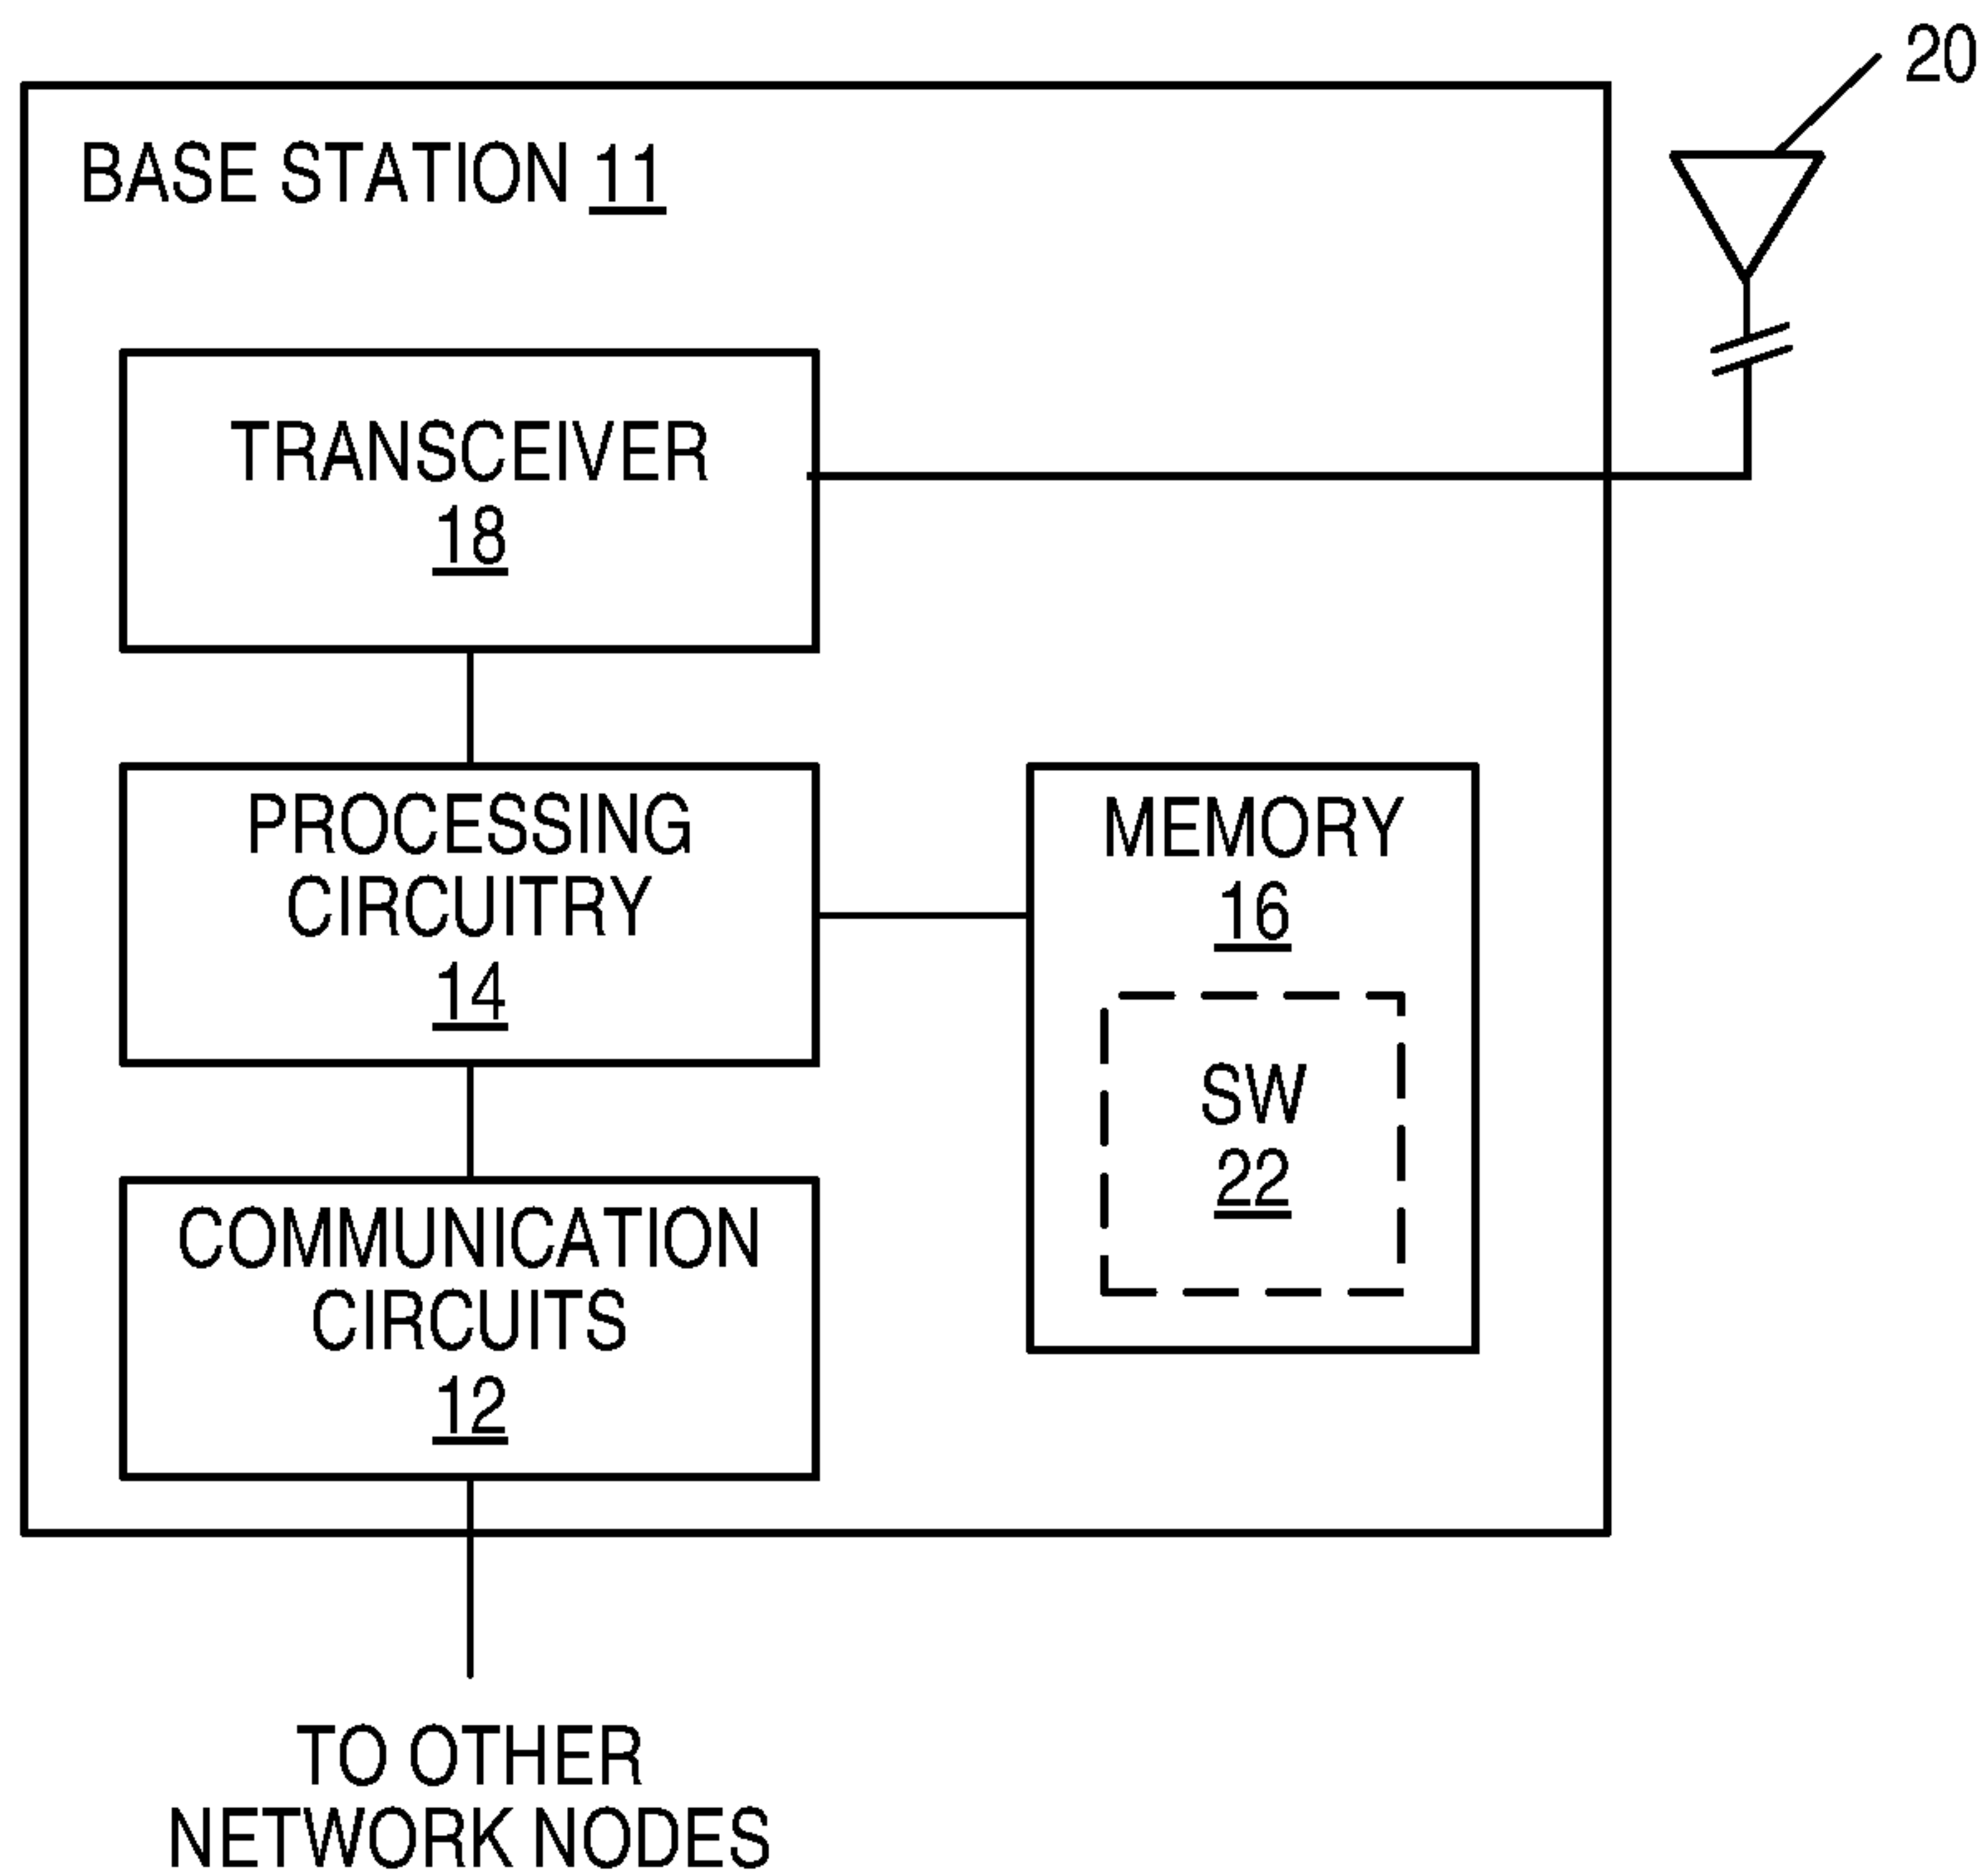 20
BASE STATION 11
TRANSCEIVER
18
PROCESSING
CIRCUITRY
14
MEMORY
16
SW
22
COMMUNICATION
CIRCUITS
12
TO OTHER
NETWORK NODES